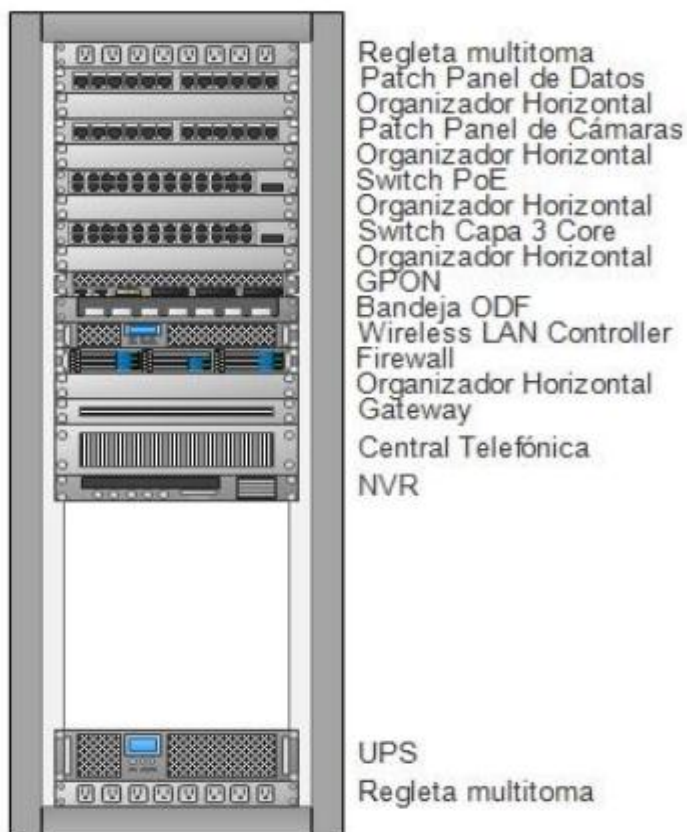 Regleta multitoma
Patch Panel de Datos
Organizador Horizontal
Patch Panel de Cámaras
Organizador Horizontal
Switch PoE
Organizador Horizontal
Switch Capa 3 Core
Organizador Horizontal
GPON
Bandeja ODF
Wireless LAN Controller
Firewall
Organizador Horizontal
Gateway
Central Telefónica
NVR
UPS
Regleta multitoma